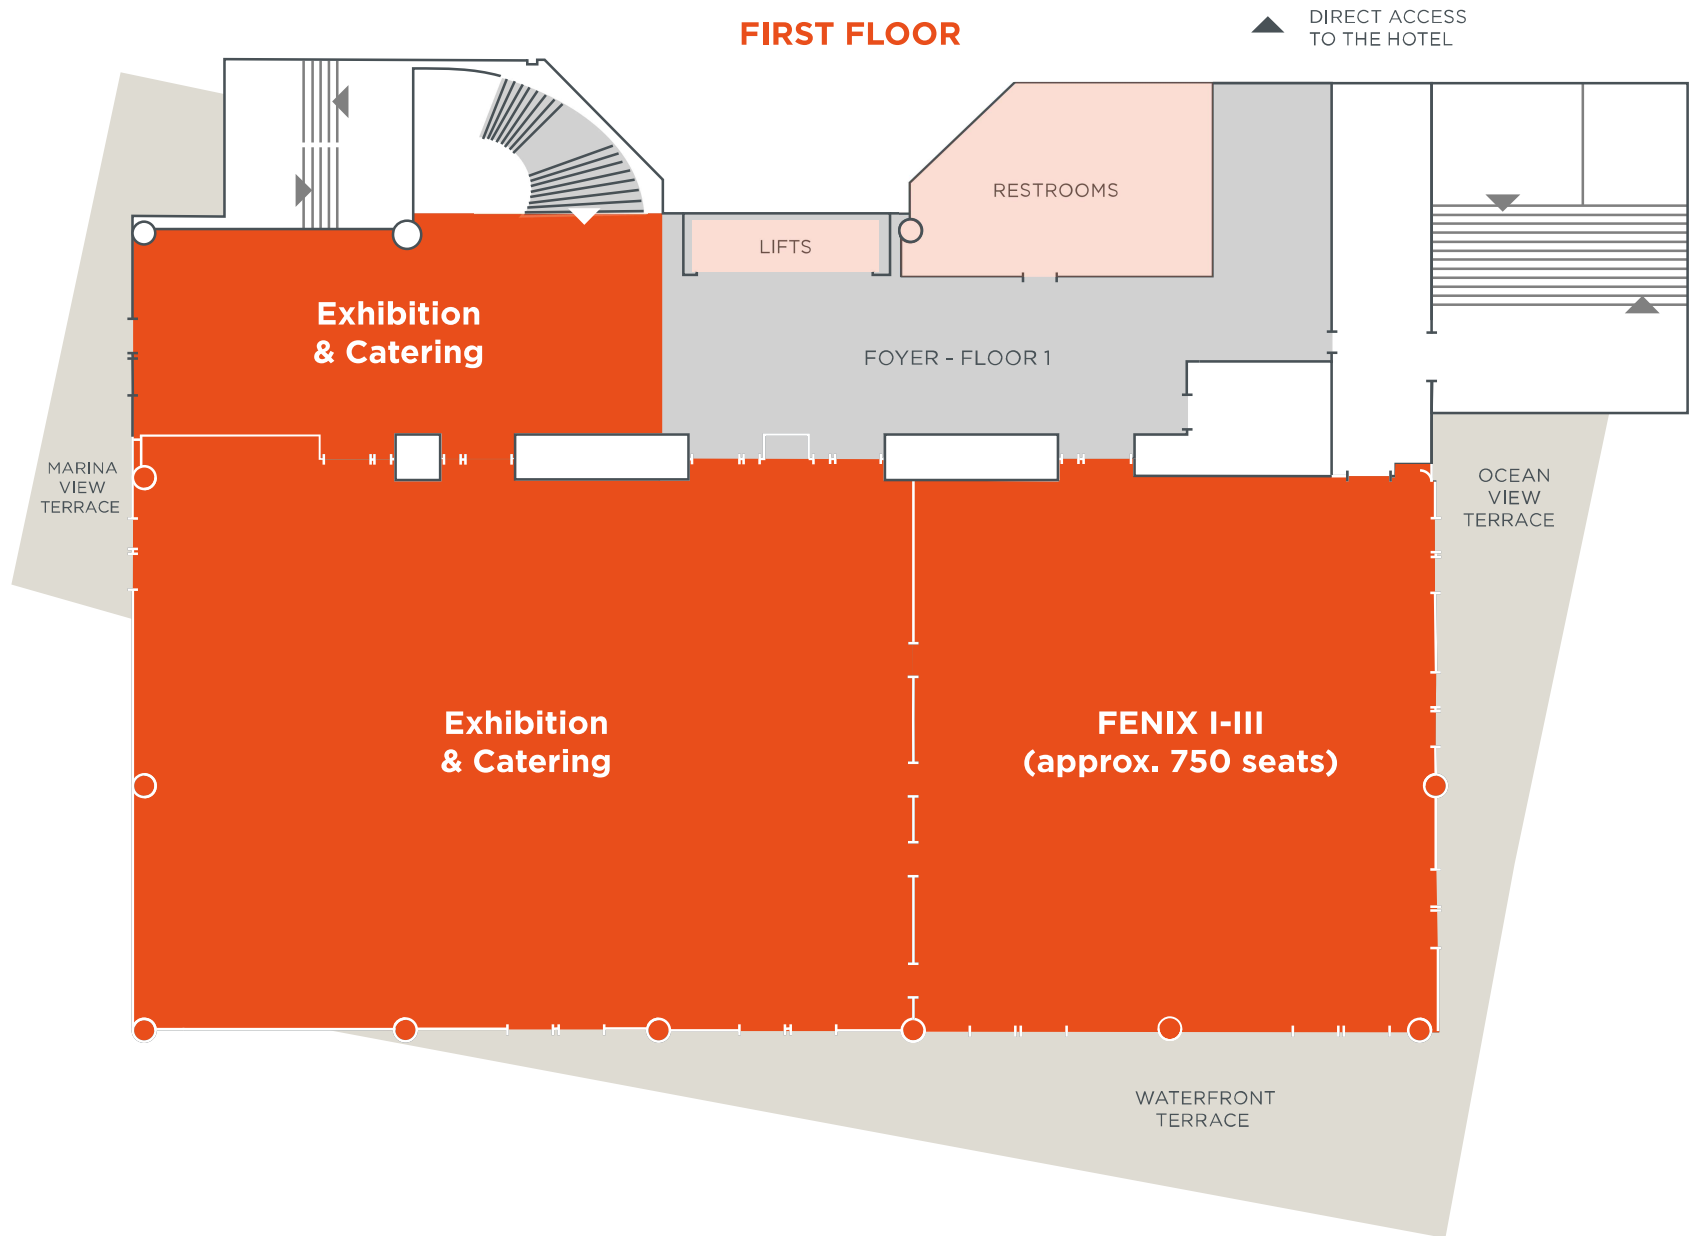 FIRST FLOOR
DIRECT ACCESS
TO THE HOTEL
RESTROOMS
LIFTS
Exhibition
& Catering
FOYER - FLOOR 1
MARINA
VIEW
TERRACE
OCEAN
VIEW
TERRACE
Exhibition
& Catering
FENIX I-III
(approx. 750 seats)
WATERFRONT
TERRACE